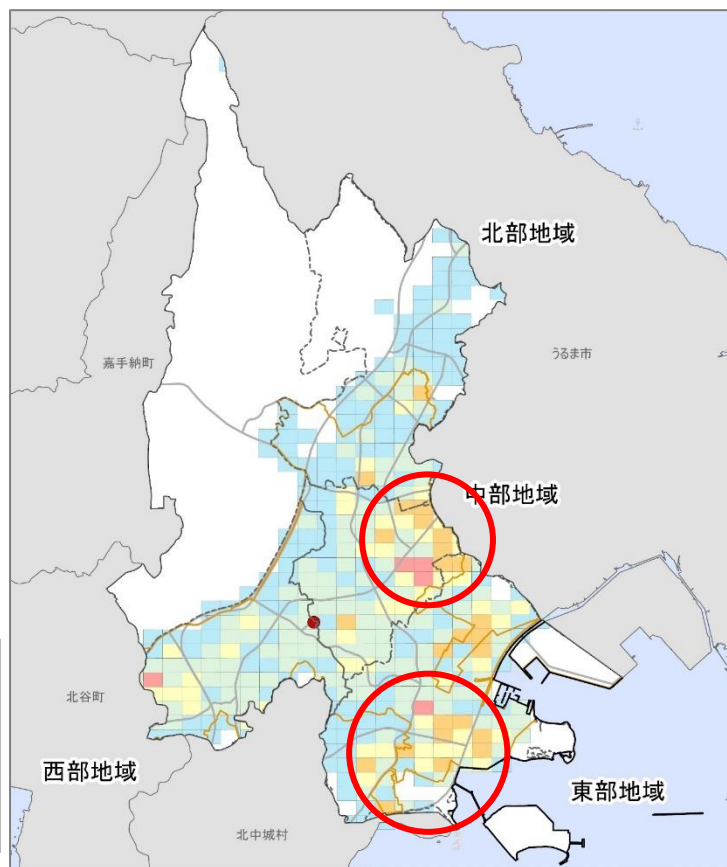 北部地域
うるま市
嘉手納町
中部地域
北谷町
西部地域
東部地域
北中城村